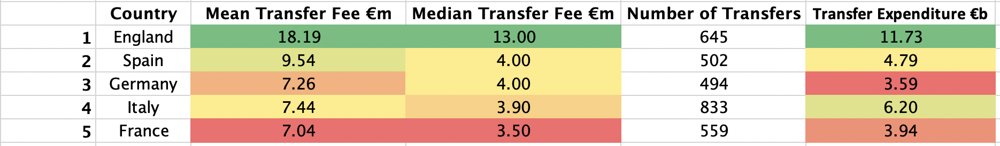 Country Mean Transfer Fee €m Median Transfer Fee €m Number of Transfers Transfer Expenditure €b
1 England 18.19 13.00 645 11.73
2 Spain 9.54 4.00 502 4.79
3 Germany 7.26 4.00 494 3.59
4 Italy 7.44 3.90 833 6.20
5 France 7.04 3.50 559 3.94